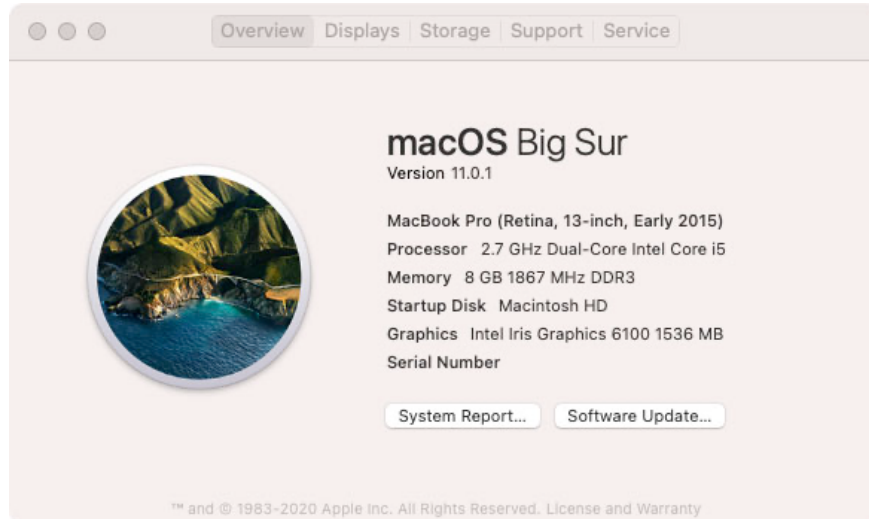 Overview Displays Storage Support Service
macOS Big Sur
Version 11.0.1
MacBook Pro (Retina, 13-inch, Early 2015)
Processor 2.7 GHz Dual-Core Intel Core i5
Memory 8 GB 1867 MHz DDR3
Startup Disk Macintosh HD
Graphics Intel Iris Graphics 6100 1536 MB
Serial Number
System Report... Software Update...
™ and © 1983-2020 Apple Inc. All Rights Reserved. License and Warranty